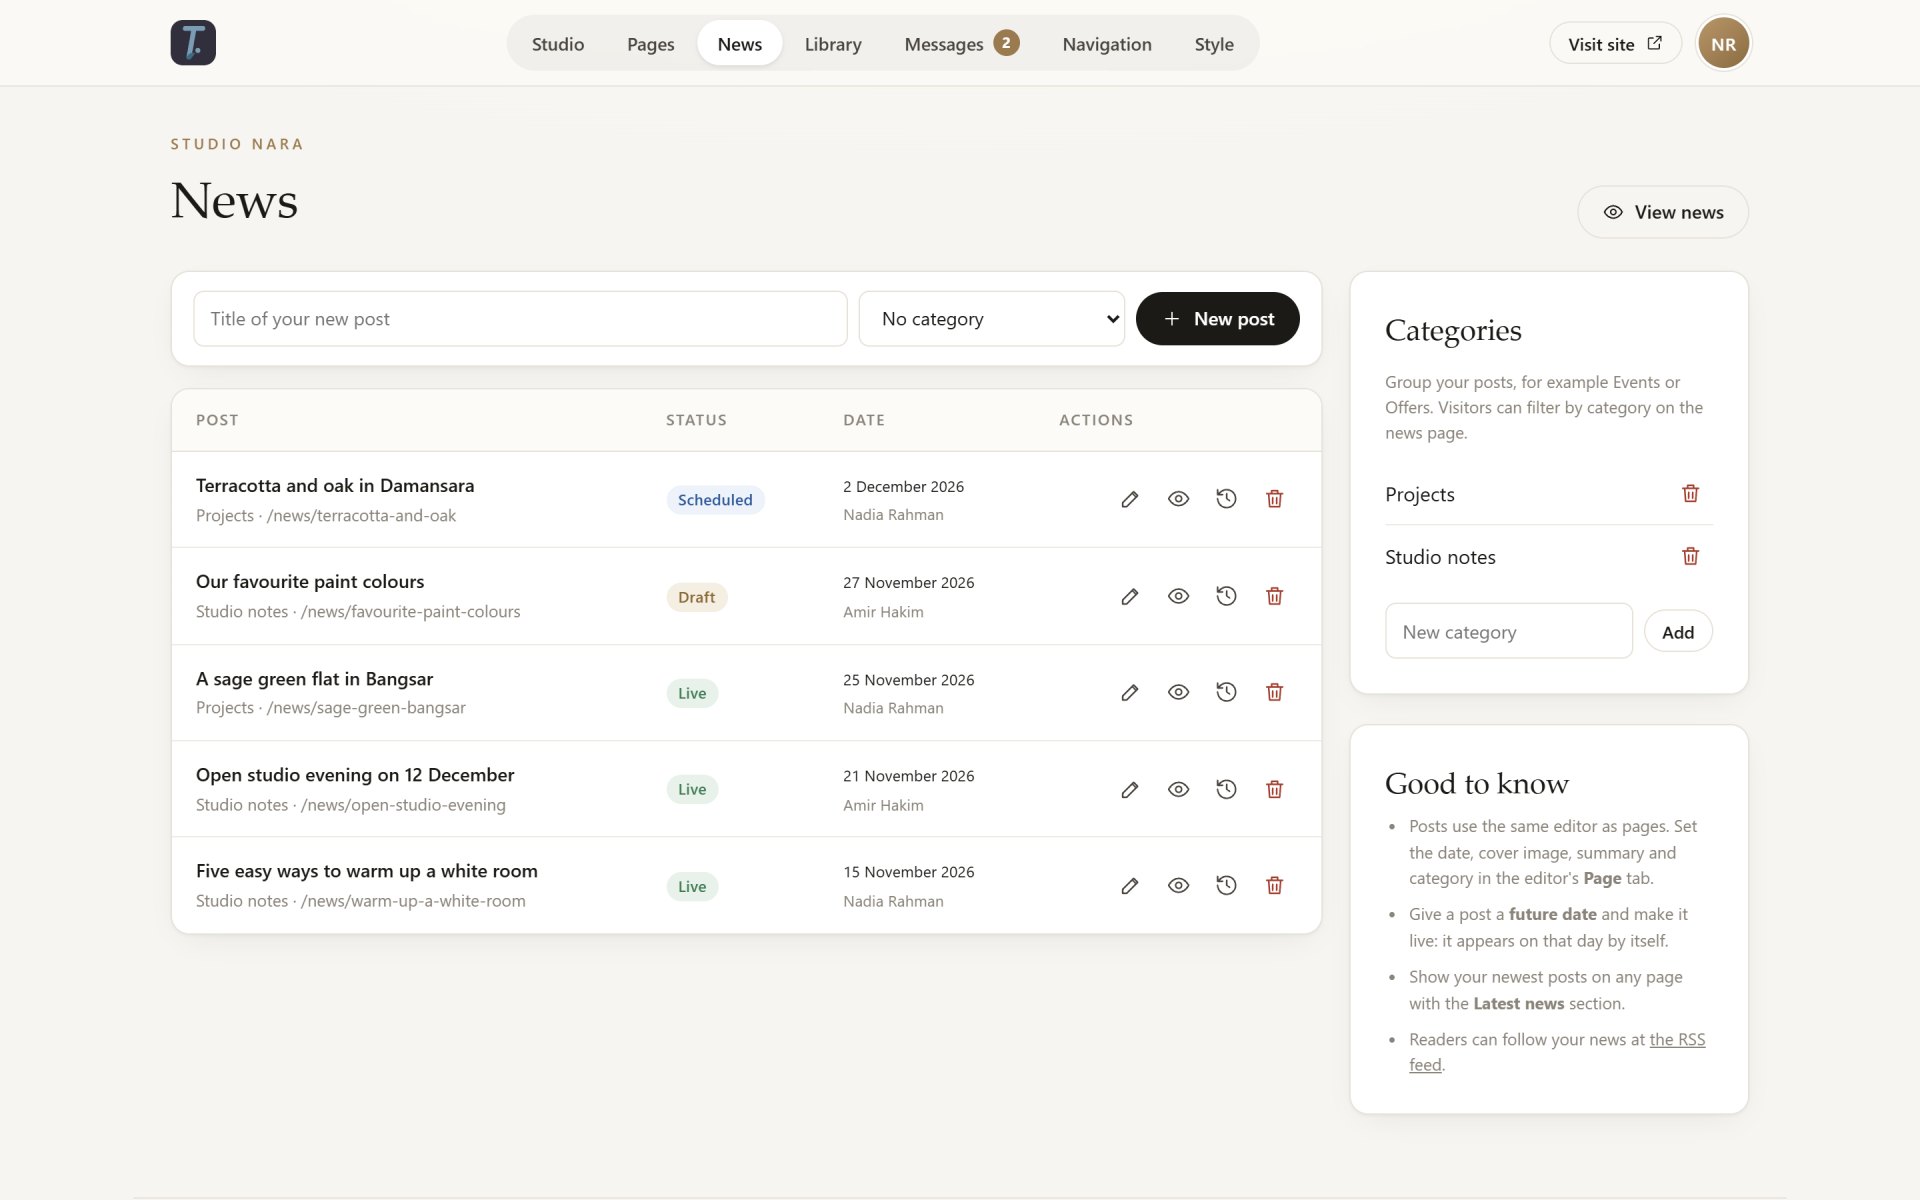 T.
Studio
Pages
News
Library
Messages 2
Navigation
Style
Visit site
NR
STUDIO NARA
News
View news
Title of your new post
No category
New post
POST STATUS DATE ACTIONS
Terracotta and oak in Damansara
Projects · /news/terracotta-and-oak
Scheduled
2 December 2026
Nadia Rahman
Our favourite paint colours
Studio notes · /news/favourite-paint-colours
Draft
27 November 2026
Amir Hakim
A sage green flat in Bangsar
Projects · /news/sage-green-bangsar
Live
25 November 2026
Nadia Rahman
Open studio evening on 12 December
Studio notes · /news/open-studio-evening
Live
21 November 2026
Amir Hakim
Five easy ways to warm up a white room
Studio notes · /news/warm-up-a-white-room
Live
15 November 2026
Nadia Rahman
Categories
Group your posts, for example Events or
Offers. Visitors can filter by category on the
news page.
Projects
Studio notes
New category
Add
Good to know
Posts use the same editor as pages. Set
the date, cover image, summary and
category in the editor's Page tab.
Give a post a future date and make it
live: it appears on that day by itself.
Show your newest posts on any page
with the Latest news section.
Readers can follow your news at the RSS
feed.